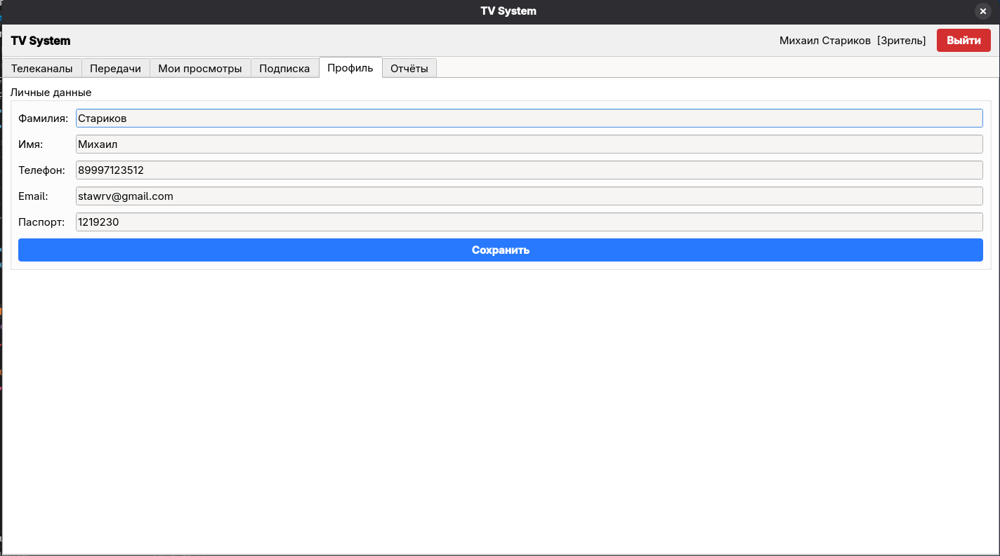 TV System
TV System Михаил Стариков [Зритель] Выйти
Телеканалы Передачи Мои просмотры Подписка Профиль Отчёты
Личные данные
Фамилия: Стариков
Имя: Михаил
Телефон: 89997123512
Email: stawrv@gmail.com
Паспорт: 1219230
Сохранить